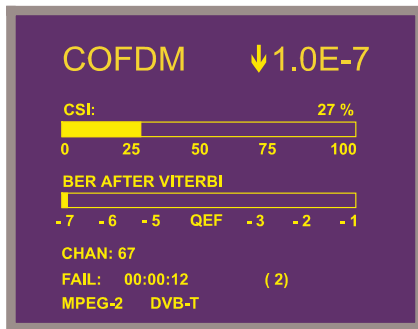 COFDM ↓1.0E-7
CSI: 27 %
0 25 50 75 100
BER AFTER VITERBI
- 7 - 6 - 5 QEF - 3 - 2 - 1
CHAN: 67
FAIL: 00:00:12 ( 2)
MPEG-2 DVB-T